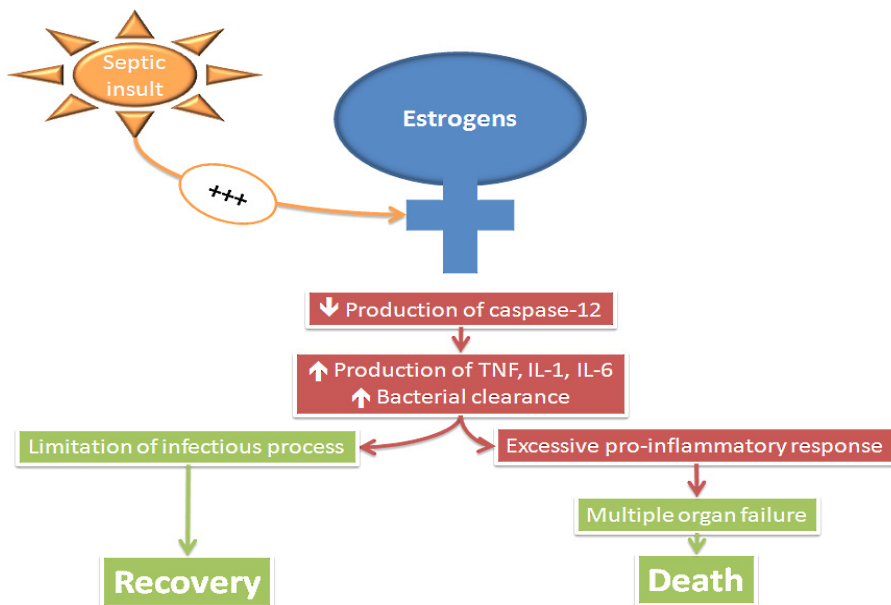 Septic
insult
Estrogens
+++
↓ Production of caspase-12
↑ Production of TNF, IL-1, IL-6
↑ Bacterial clearance
Limitation of infectious process
Excessive pro-inflammatory response
Multiple organ failure
Recovery
Death